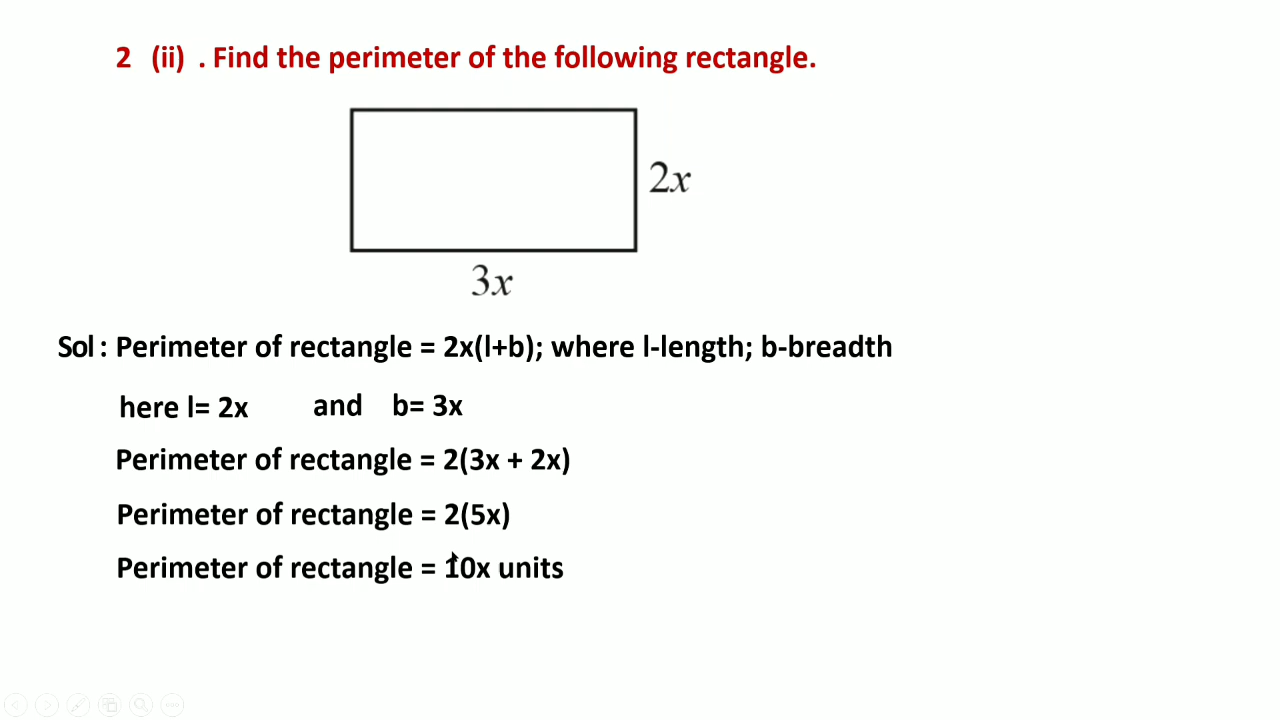 2 (ii) . Find the perimeter of the following rectangle.
2x
3x
Sol : Perimeter of rectangle = 2x(l+b); where l-length; b-breadth
here l= 2x and b= 3x
Perimeter of rectangle = 2(3x + 2x)
Perimeter of rectangle = 2(5x)
Perimeter of rectangle = 10x units